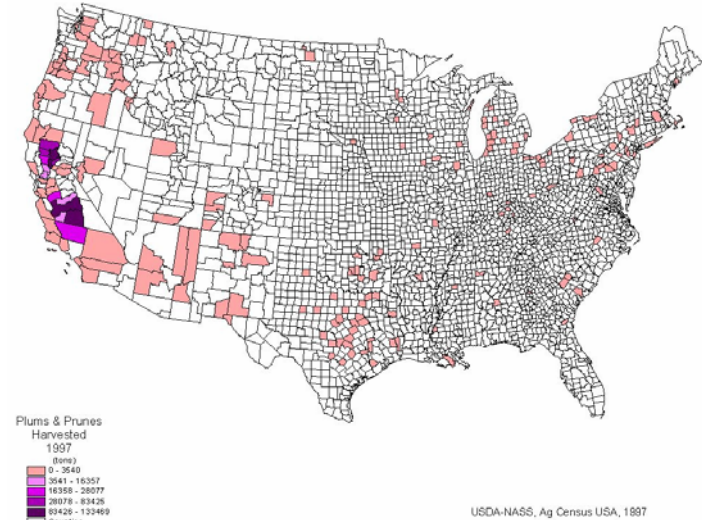 Plums & Prunes
Harvested
1997
(tons)
0 - 3540
3541 - 16357
16358 - 28077
28078 - 83425
83426 - 133469
USDA-NASS, Ag Census USA, 1997